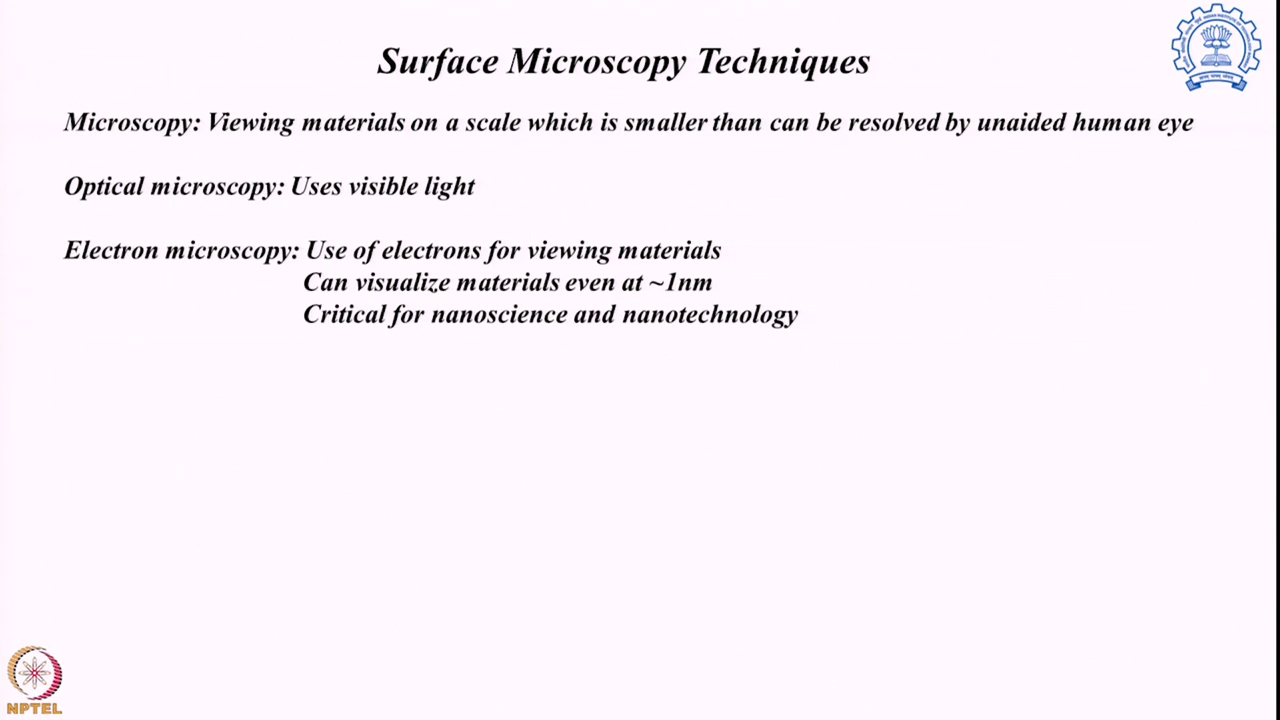 Surface Microscopy Techniques
Microscopy: Viewing materials on a scale which is smaller than can be resolved by unaided human eye
Optical microscopy: Uses visible light
Electron microscopy: Use of electrons for viewing materials
Can visualize materials even at ~1nm
Critical for nanoscience and nanotechnology
NPTEL